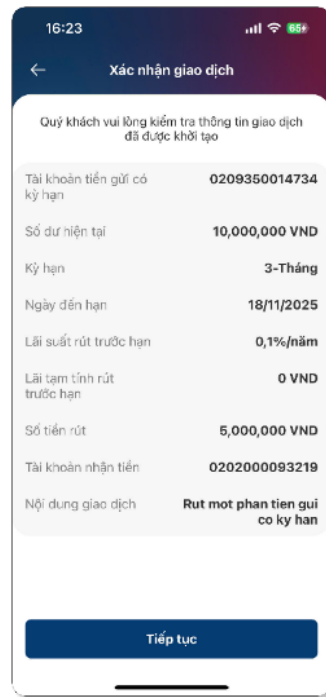 16:23
65
Xác nhận giao dịch
Quý khách vui lòng kiểm tra thông tin giao dịch
đã được khởi tạo
Tài khoản tiền gửi có
kỳ hạn
0209350014734
Số dư hiện tại
10,000,000 VND
Kỳ hạn
3-Tháng
Ngày đến hạn
18/11/2025
Lãi suất rút trước hạn
0,1%/năm
Lãi tạm tính rút
trước hạn
0 VND
Số tiền rút
5,000,000 VND
Tài khoản nhận tiền
0202000093219
Nội dung giao dịch
Rut mot phan tien gui
co ky han
Tiếp tục